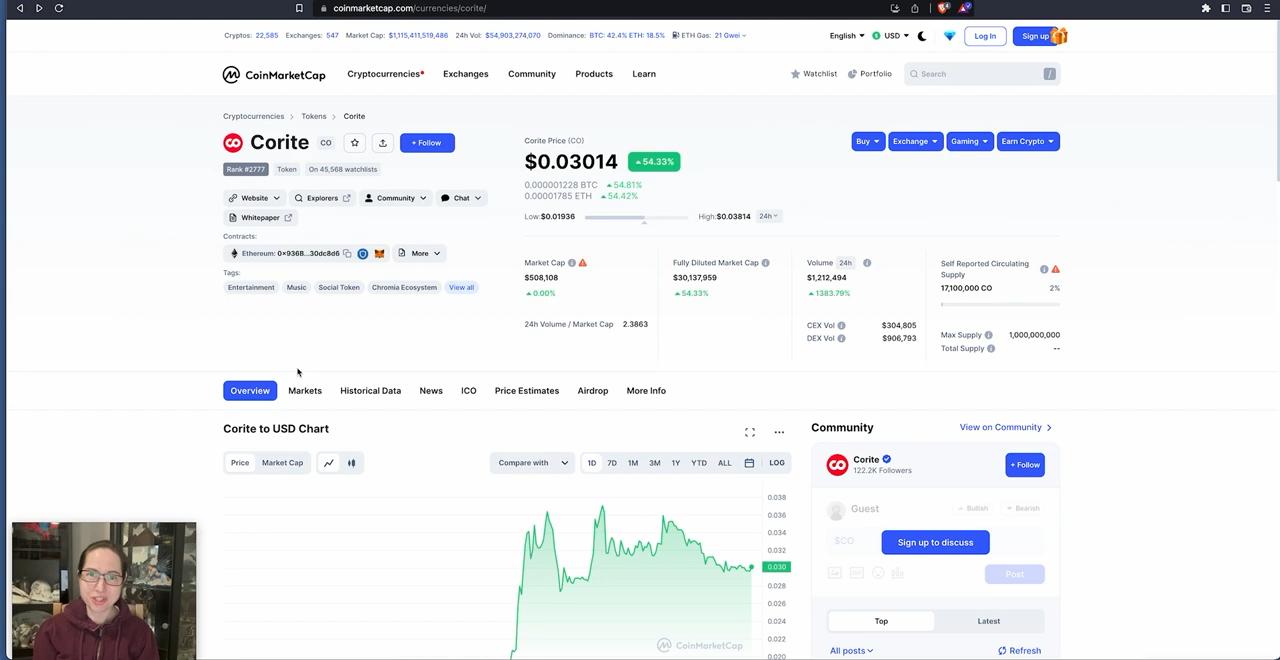 coinmarketcap.com/currencies/corite/
Cryptos: 22,585 Exchanges: 547 Market Cap: $1,115,411,519,486 24h Vol: $54,903,274,070 Dominance: BTC: 42.4% ETH: 18.5% ETH Gas: 21 Gwei
English USD Log In Sign up
CoinMarketCap Cryptocurrencies Exchanges Community Products Learn Watchlist Portfolio Search /
Cryptocurrencies Tokens Corite
Corite CO + Follow
Rank #2777 Token On 45,568 watchlists
Website Explorers Community Chat
Whitepaper
Contracts:
Ethereum: 0x936B...30dc8d6 More
Tags:
Entertainment Music Social Token Chromia Ecosystem View all
Corite Price (CO)
$0.03014 54.33%
0.000001228 BTC 54.81%
0.00001785 ETH 54.42%
Low: $0.01936 High: $0.03814 24h
Buy Exchange Gaming Earn Crypto
Market Cap
$508,108
0.00%
24h Volume / Market Cap 2.3863
Fully Diluted Market Cap
$30,137,959
54.33%
Volume 24h
$1,212,494
1383.79%
CEX Vol $304,805
DEX Vol $906,793
Self Reported Circulating
Supply
17,100,000 CO 2%
Max Supply 1,000,000,000
Total Supply --
Overview Markets Historical Data News ICO Price Estimates Airdrop More Info
Corite to USD Chart
Price Market Cap Compare with 1D 7D 1M 3M 1Y YTD ALL LOG
0.038
0.036
0.034
0.032
0.030
0.028
0.026
0.024
0.022
0.020
CoinMarketCap
Community View on Community
Corite
122.2K Followers
+ Follow
Guest Bullish Bearish
$CO Sign up to discuss
GIF
Post
Top Latest
All posts Refresh